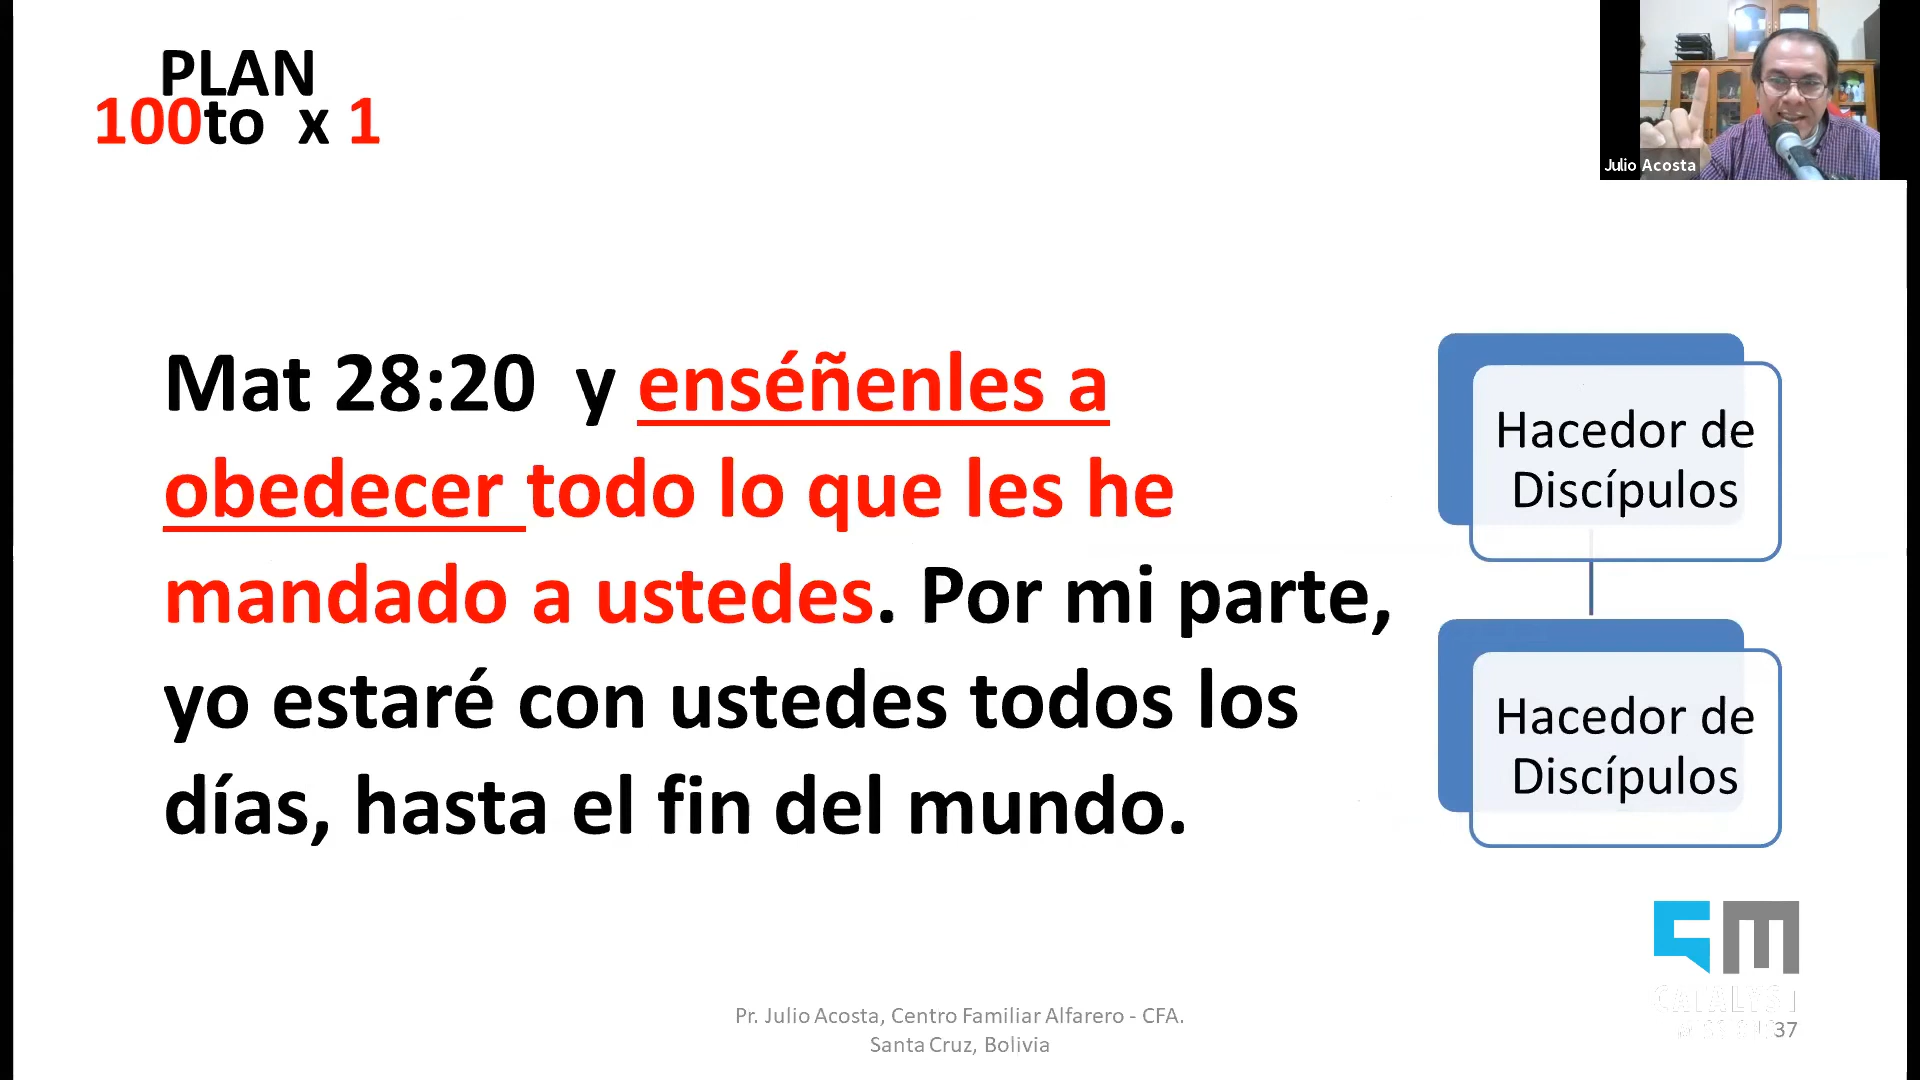 PLAN
100to x 1
Julio Acosta
Mat 28:20 y enséñenles a
obedecer todo lo que les he
mandado a ustedes. Por mi parte,
yo estaré con ustedes todos los
días, hasta el fin del mundo.
Hacedor de
Discípulos
Hacedor de
Discípulos
CATALYST
Pr. Julio Acosta, Centro Familiar Alfarero - CFA.
Santa Cruz, Bolivia
37